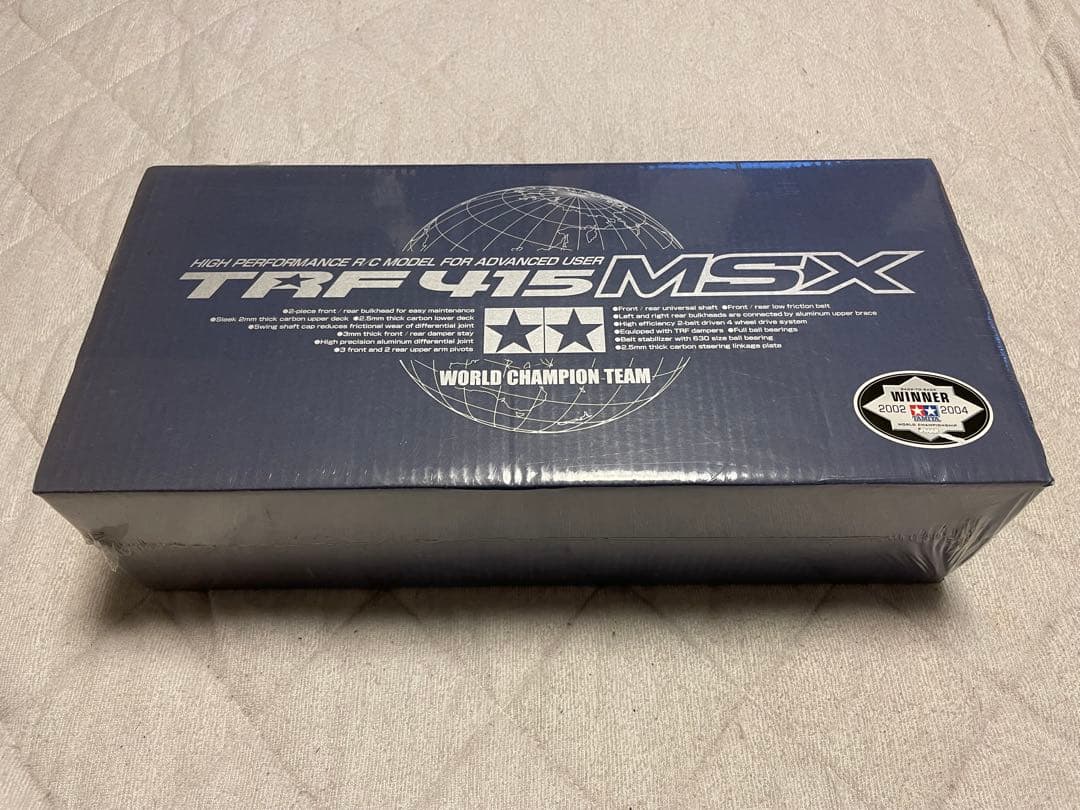 HIGH PERFORMANCE R/C MODEL FOR ADVANCED USER
TRF 415 MSX
●2-piece front / rear bulkhead for easy maintenance
●Sleek 2mm thick carbon upper deck ●2.5mm thick carbon lower deck
●Swing shaft cap reduces frictional wear of differential joint
●3mm thick front / rear damper stay
●High precision aluminum differential joint
●3 front and 2 rear upper arm pivots
●Front / rear universal shaft ●Front / rear low friction belt
●Left and right rear bulkheads are connected by aluminum upper brace
●High efficiency 2-belt driven 4 wheel drive system
●Equipped with TRF dampers ●Full ball bearings
●Belt stabilizer with 630 size ball bearing
●2.5mm thick carbon steering linkage plate
WORLD CHAMPION TEAM
WINNER
2002 2004
TAMIYA
WORLD CHAMPIONSHIP